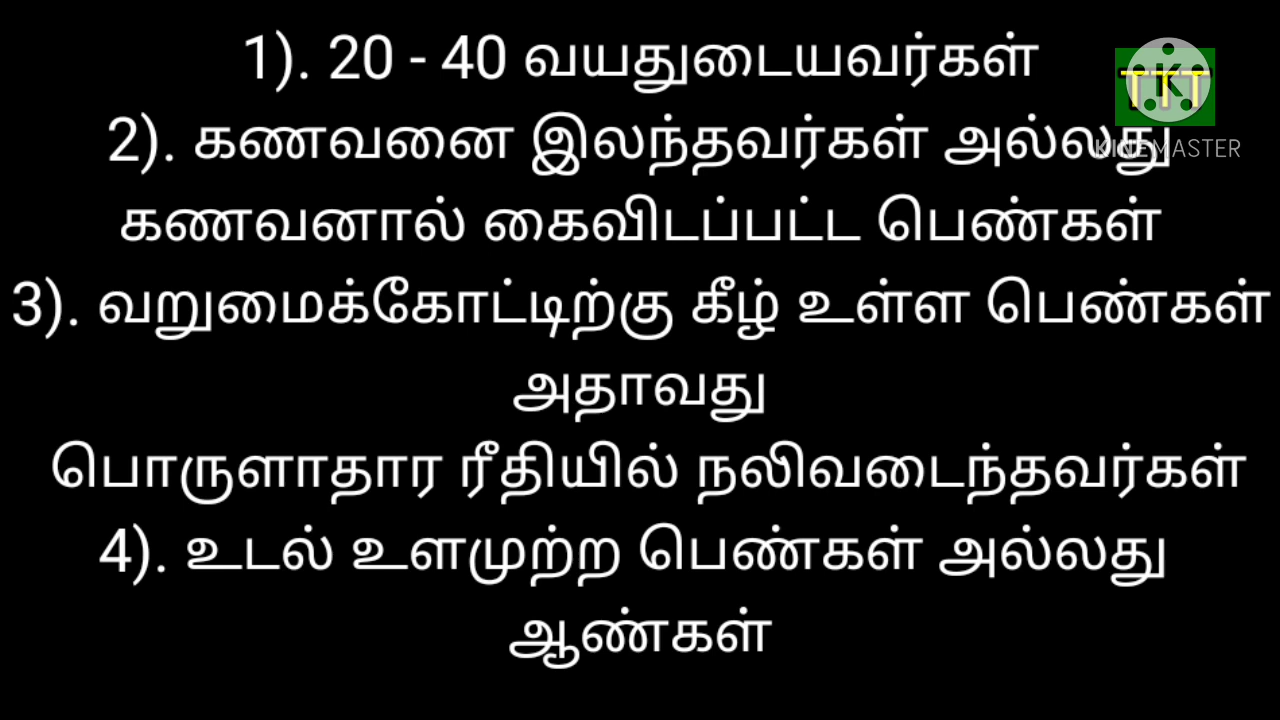 1). 20 - 40 வயதுடையவர்கள்
2). கணவனை இலந்தவர்கள் அல்லது
கணவனால் கைவிடப்பட்ட பெண்கள்
3). வறுமைக்கோட்டிற்கு கீழ் உள்ள பெண்கள்
அதாவது
பொருளாதார ரீதியில் நலிவடைந்தவர்கள்
4). உடல் உளமுற்ற பெண்கள் அல்லது
ஆண்கள்
TTT
K
KINEMASTER